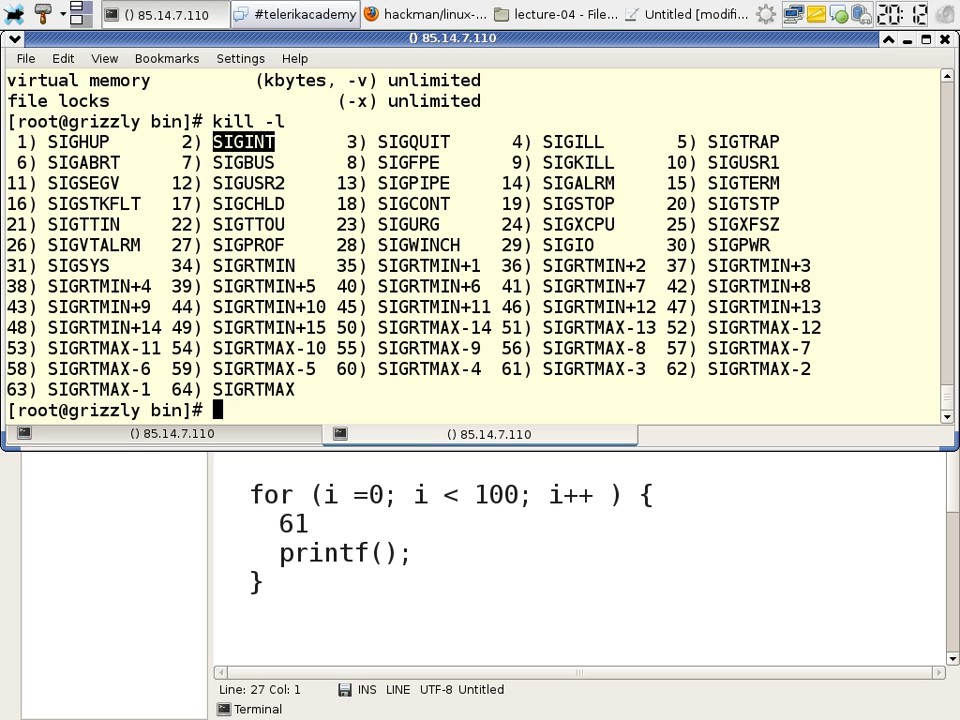 () 85.14.7.110 #telerikacademy hackman/linux-... lecture-04 - File... Untitled [modifi... 20:12
() 85.14.7.110
File Edit View Bookmarks Settings Help
virtual memory (kbytes, -v) unlimited
file locks (-x) unlimited
[root@grizzly bin]# kill -l
1) SIGHUP 2) SIGINT 3) SIGQUIT 4) SIGILL 5) SIGTRAP
6) SIGABRT 7) SIGBUS 8) SIGFPE 9) SIGKILL 10) SIGUSR1
11) SIGSEGV 12) SIGUSR2 13) SIGPIPE 14) SIGALRM 15) SIGTERM
16) SIGSTKFLT 17) SIGCHLD 18) SIGCONT 19) SIGSTOP 20) SIGTSTP
21) SIGTTIN 22) SIGTTOU 23) SIGURG 24) SIGXCPU 25) SIGXFSZ
26) SIGVTALRM 27) SIGPROF 28) SIGWINCH 29) SIGIO 30) SIGPWR
31) SIGSYS 34) SIGRTMIN 35) SIGRTMIN+1 36) SIGRTMIN+2 37) SIGRTMIN+3
38) SIGRTMIN+4 39) SIGRTMIN+5 40) SIGRTMIN+6 41) SIGRTMIN+7 42) SIGRTMIN+8
43) SIGRTMIN+9 44) SIGRTMIN+10 45) SIGRTMIN+11 46) SIGRTMIN+12 47) SIGRTMIN+13
48) SIGRTMIN+14 49) SIGRTMIN+15 50) SIGRTMAX-14 51) SIGRTMAX-13 52) SIGRTMAX-12
53) SIGRTMAX-11 54) SIGRTMAX-10 55) SIGRTMAX-9 56) SIGRTMAX-8 57) SIGRTMAX-7
58) SIGRTMAX-6 59) SIGRTMAX-5 60) SIGRTMAX-4 61) SIGRTMAX-3 62) SIGRTMAX-2
63) SIGRTMAX-1 64) SIGRTMAX
[root@grizzly bin]#
() 85.14.7.110 () 85.14.7.110
for (i =0; i < 100; i++ ) {
61
printf();
}
Line: 27 Col: 1 INS LINE UTF-8 Untitled
Terminal